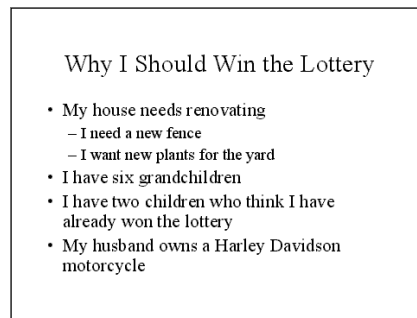 Why I Should Win the Lottery
• My house needs renovating
– I need a new fence
– I want new plants for the yard
• I have six grandchildren
• I have two children who think I have
already won the lottery
• My husband owns a Harley Davidson
motorcycle